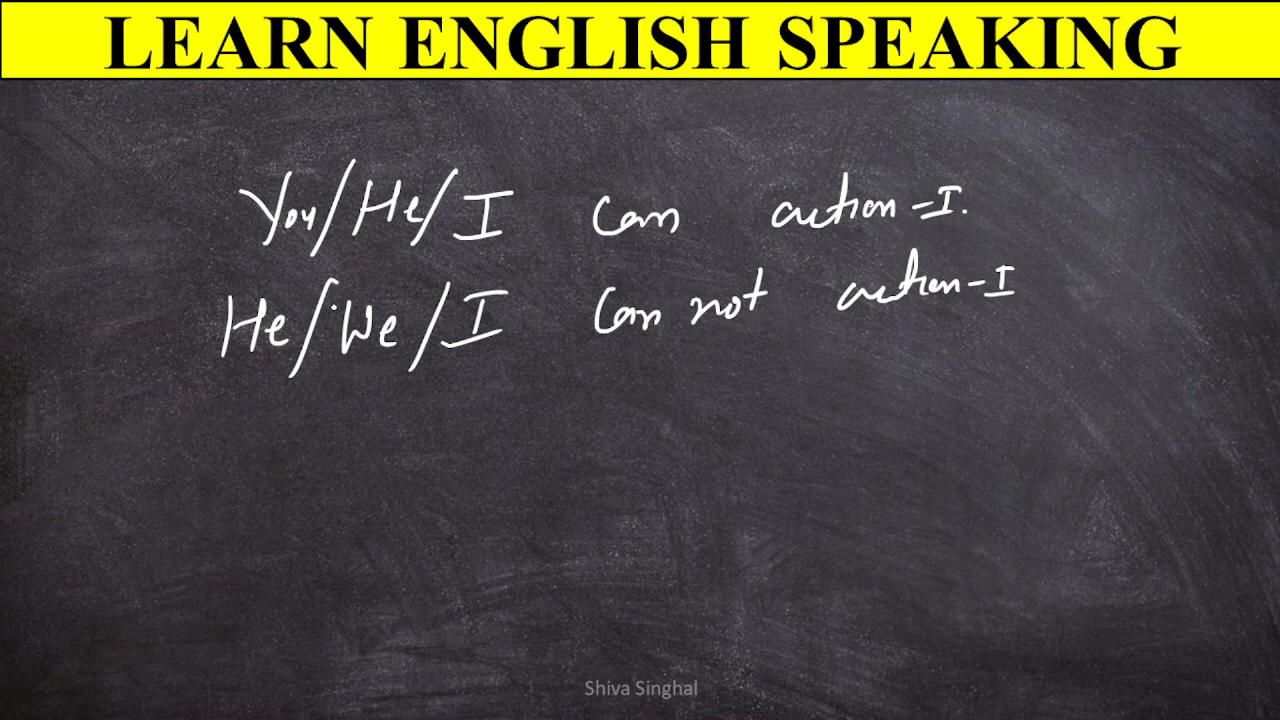 LEARN ENGLISH SPEAKING
You/He/I can action-I.
He/We/I can not action-I
Shiva Singhal